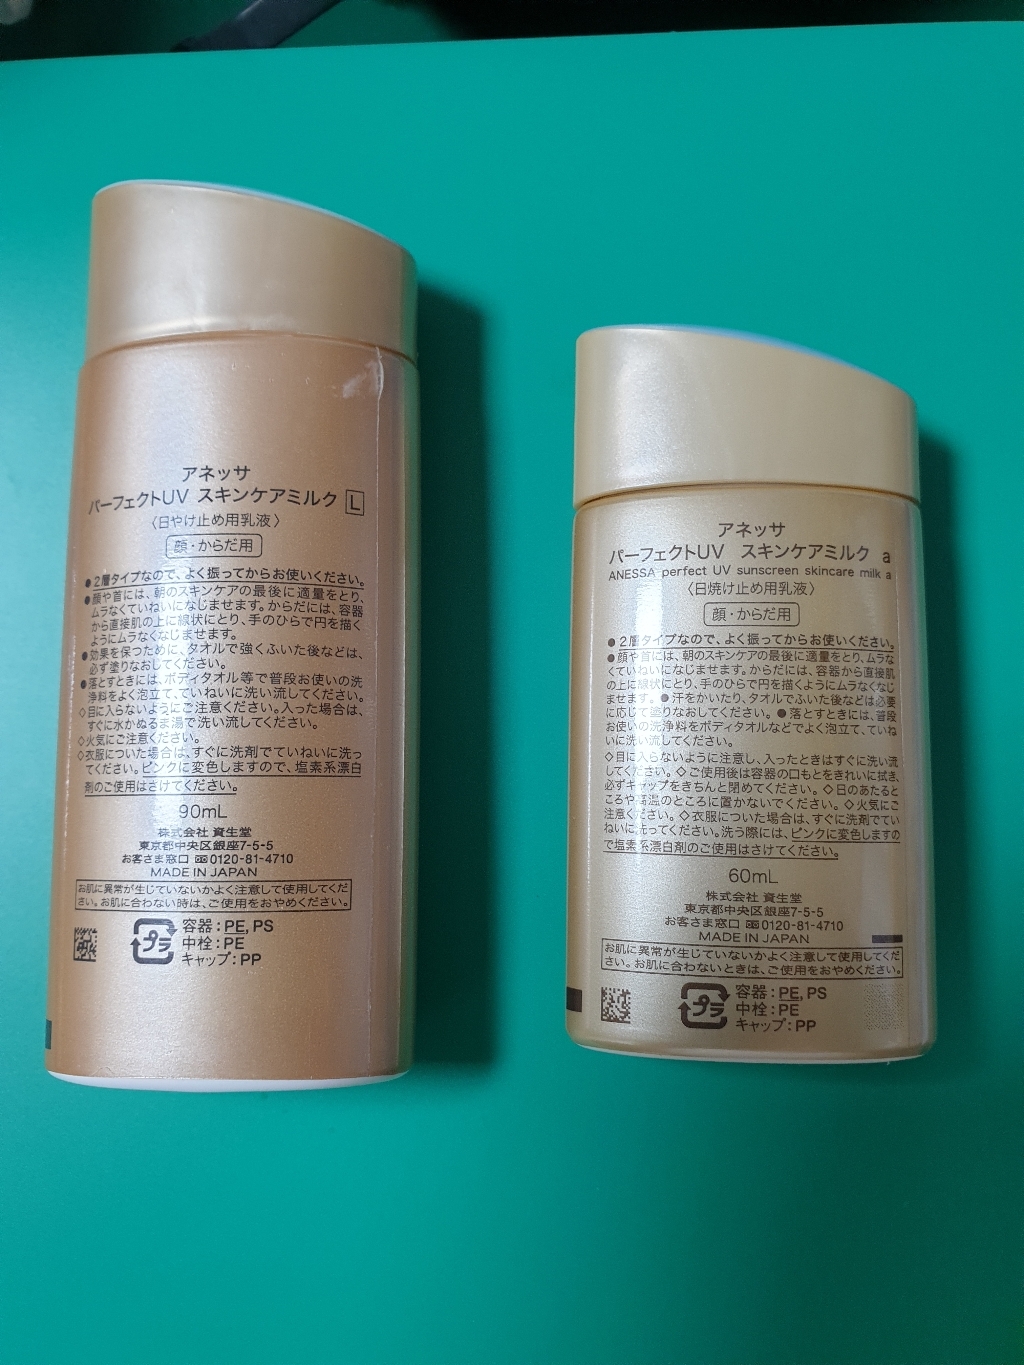 アネッサ
パーフェクトUV スキンケアミルク L
〈日やけ止め用乳液〉
顔・からだ用
●2層タイプなので、よく振ってからお使いください。
●顔や首には、朝のスキンケアの最後に適量をとり、
ムラなくていねいになじませます。からだには、容器
から直接肌の上に線状にとり、手のひらで円を描く
ようにムラなくなじませます。
●効果を保つために、タオルで強くふいた後などは、
必ず塗りなおしてください。
●落とすときには、ボディタオル等で普段お使いの洗
浄料をよく泡立て、ていねいに洗い流してください。
◇目に入らないようにご注意ください。入った場合は、
すぐに水かぬるま湯で洗い流してください。
◇火気にご注意ください。
◇衣服についた場合は、すぐに洗剤でていねいに洗っ
てください。ピンクに変色しますので、塩素系漂白
剤のご使用はさけてください。
90mL
株式会社 資生堂
東京都中央区銀座7-5-5
お客さま窓口 0120-81-4710
MADE IN JAPAN
お肌に異常が生じていないかよく注意して使用してくだ
さい。お肌に合わない時は、ご使用をおやめください。
プラ
容器：PE, PS
中栓：PE
キャップ：PP
アネッサ
パーフェクトUV スキンケアミルク a
ANESSA perfect UV sunscreen skincare milk a
〈日焼け止め用乳液〉
顔・からだ用
●2層タイプなので、よく振ってからお使いください。
●顔や首には、朝のスキンケアの最後に適量をとり、ムラな
くていねいになじませます。からだには、容器から直接肌
の上に線状にとり、手のひらで円を描くようにムラなくなじ
ませます。●汗をかいたり、タオルでふいた後などは必要
に応じて塗りなおしてください。●落とすときには、普段
お使いの洗浄料をボディタオルなどでよく泡立て、ていね
いに洗い流してください。
◇目に入らないように注意し、入ったときはすぐに洗い流
してください。◇ご使用後は容器の口もとをきれいに拭き、
必ずキャップをきちんと閉めてください。◇日のあたると
ころや高温のところに置かないでください。◇火気にご
注意ください。◇衣服についた場合は、すぐに洗剤でてい
ねいに洗ってください。洗う際には、ピンクに変色しますの
で塩素系漂白剤のご使用はさけてください。
60mL
株式会社 資生堂
東京都中央区銀座7-5-5
お客さま窓口 0120-81-4710
MADE IN JAPAN
お肌に異常が生じていないかよく注意して使用してくだ
さい。お肌に合わないときは、ご使用をおやめください。
プラ
容器：PE, PS
中栓：PE
キャップ：PP